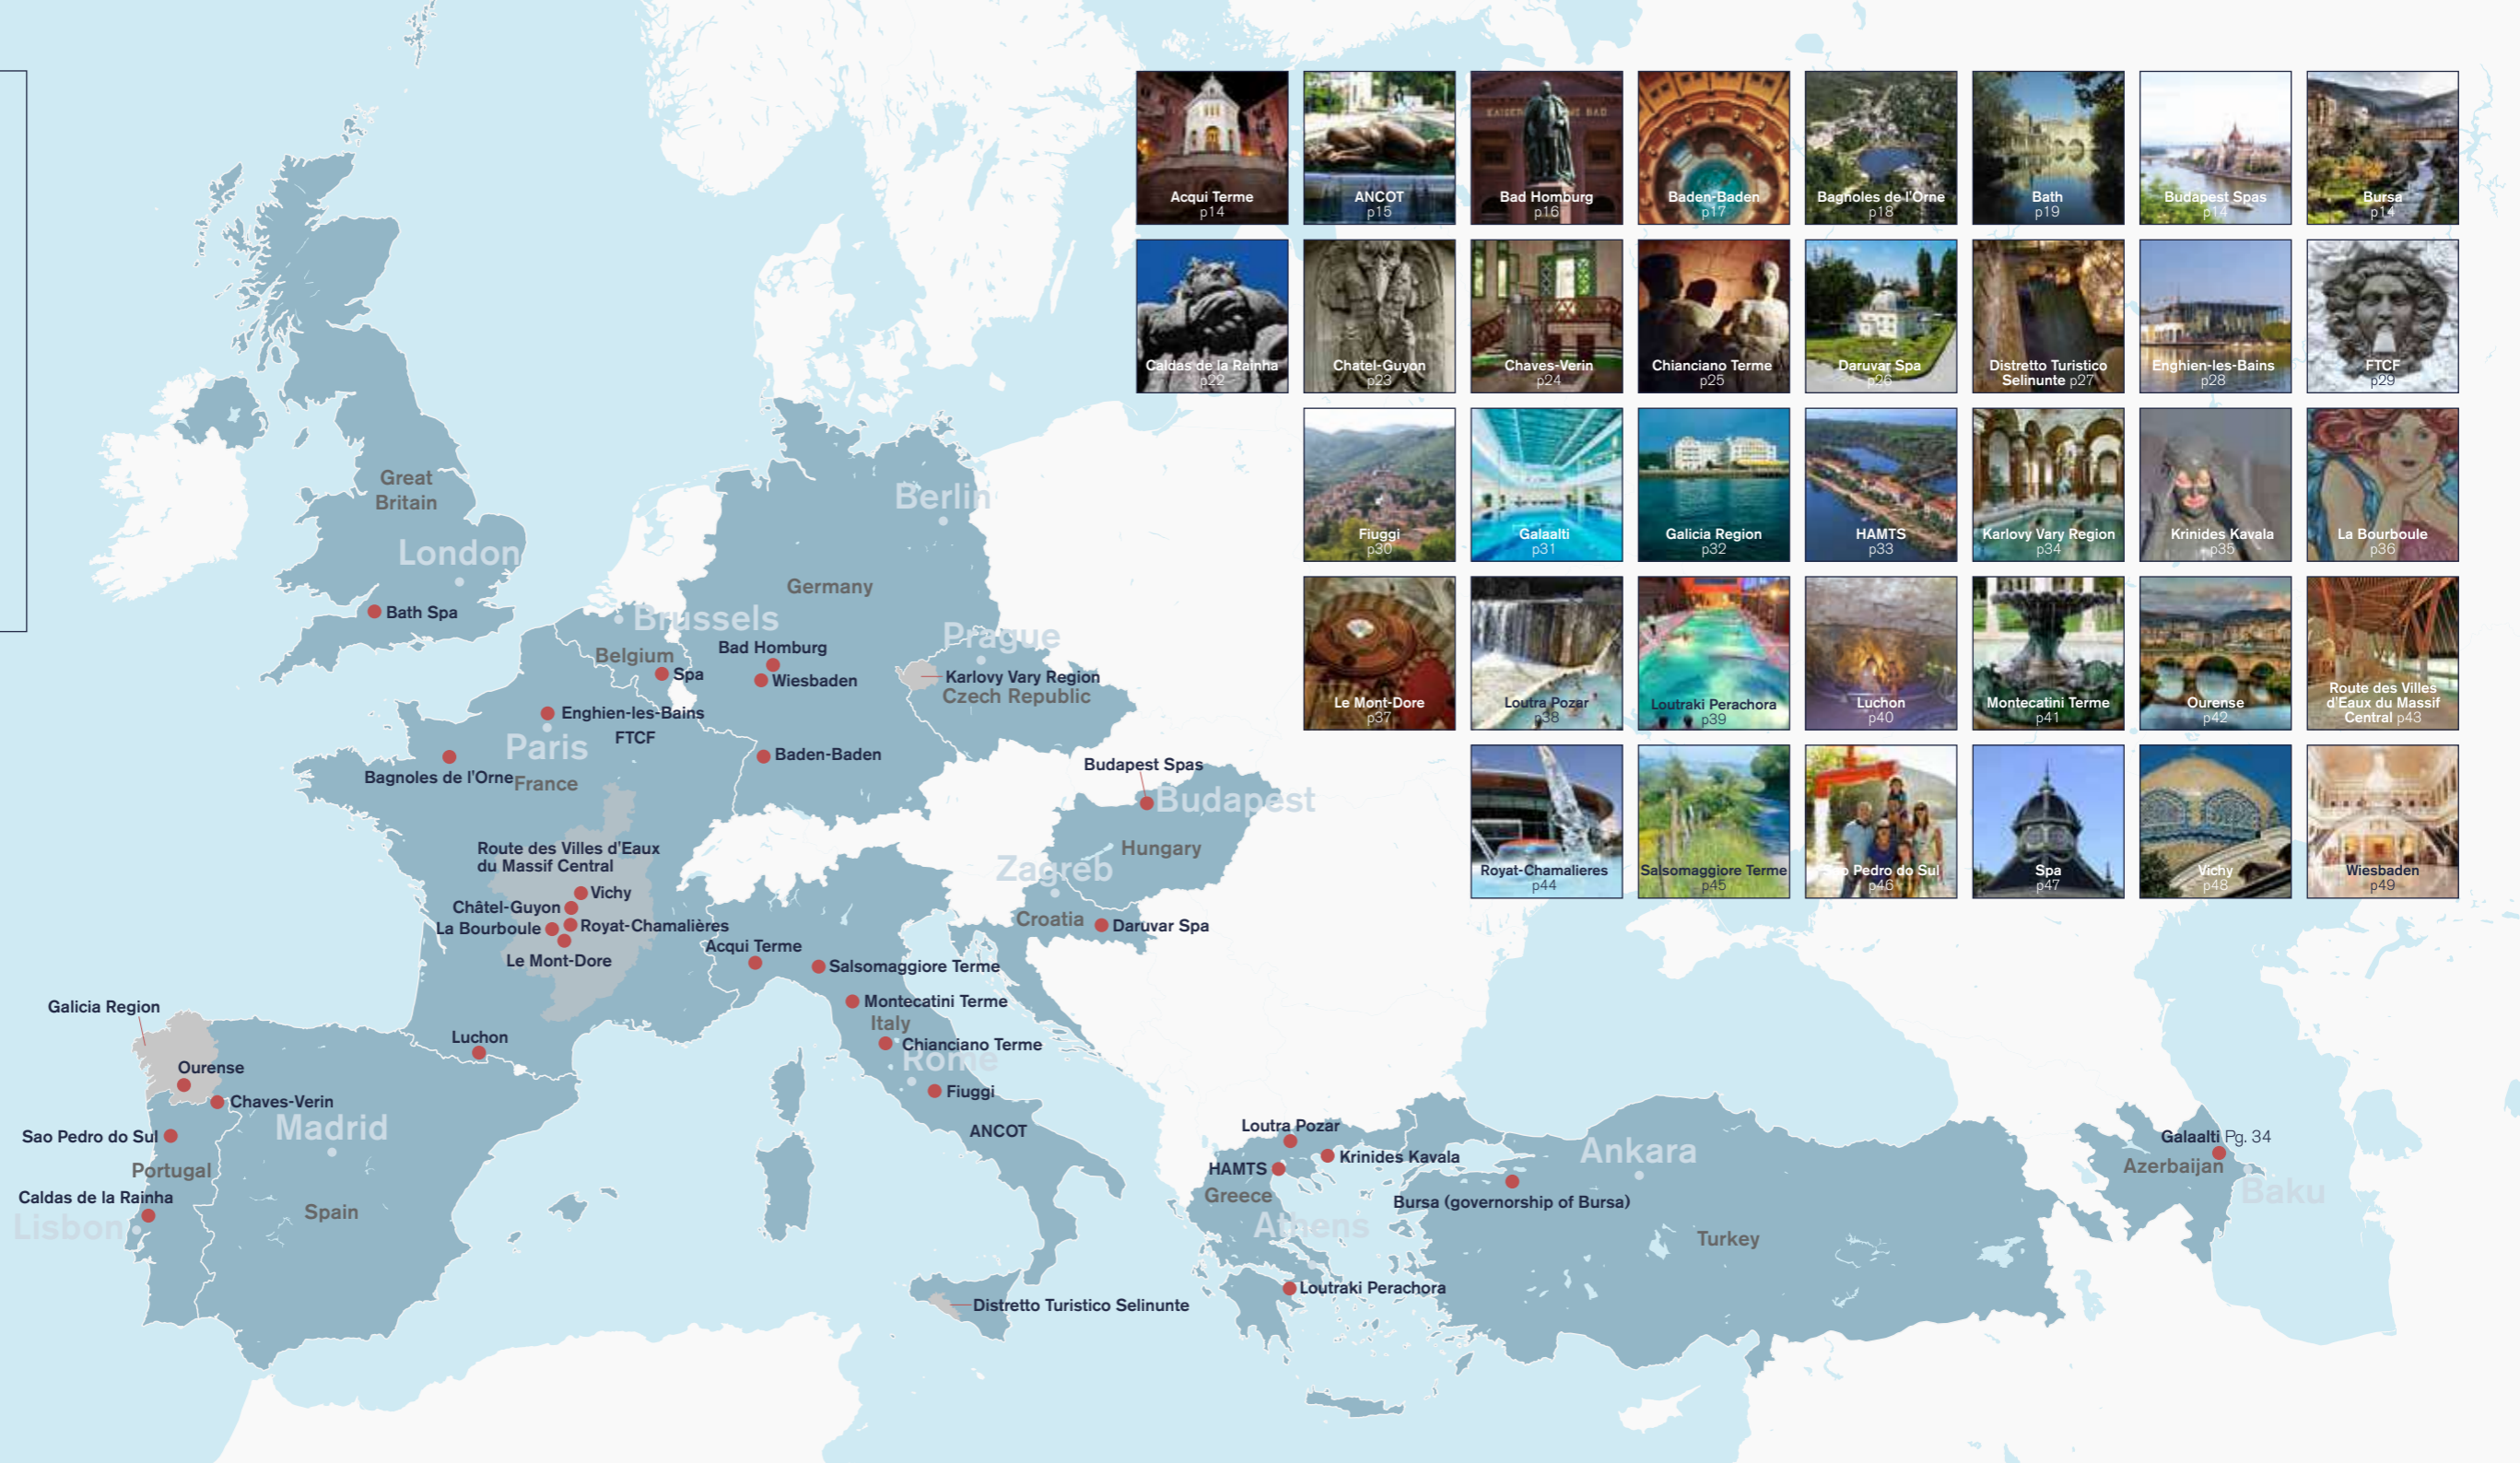 Acqui Terme
p14
ANCOT
p15
KAISER
Bad Homburg
p16
Baden-Baden
p17
Bagnoles de l'Orne
p18
Bath
p19
Budapest Spas
p14
Bursa
p14
Caldas de la Rainha
p22
Chatel-Guyon
p23
Chaves-Verin
p24
Chianciano Terme
p25
Daruvar Spa
p26
Distretto Turistico
Selinunte p27
Enghien-les-Bains
p28
FTCF
p29
Fiuggi
p30
Galaalti
p31
Galicia Region
p32
HAMTS
p33
Karlovy Vary Region
p34
Krinides Kavala
p35
La Bourboule
p36
Le Mont-Dore
p37
Loutra Pozar
p38
Loutraki Perachora
p39
Luchon
p40
Montecatini Terme
p41
Ourense
p42
Route des Villes
d'Eaux du Massif
Central p43
Royat-Chamalieres
p44
Salsomaggiore Terme
p45
Pedro do Sul
p46
Spa
p47
Vichy
p48
Wiesbaden
p49
Great
Britain
London
Bath Spa
Berlin
Germany
Brussels
Belgium
Spa
Bad Homburg
Wiesbaden
Prague
Karlovy Vary Region
Czech Republic
Enghien-les-Bains
FTCF
Paris
Bagnoles de l'Orne
France
Baden-Baden
Budapest Spas
Budapest
Hungary
Route des Villes d'Eaux
du Massif Central
Vichy
Châtel-Guyon
La Bourboule
Royat-Chamalières
Le Mont-Dore
Zagreb
Croatia
Daruvar Spa
Acqui Terme
Salsomaggiore Terme
Montecatini Terme
Italy
Chianciano Terme
Rome
Fiuggi
ANCOT
Galicia Region
Luchon
Ourense
Chaves-Verin
Madrid
Sao Pedro do Sul
Portugal
Caldas de la Rainha
Lisbon
Spain
Distretto Turistico Selinunte
Loutra Pozar
Krinides Kavala
HAMTS
Greece
Athens
Loutraki Perachora
Ankara
Bursa (governorship of Bursa)
Turkey
Galaalti Pg. 34
Azerbaijan
Baku